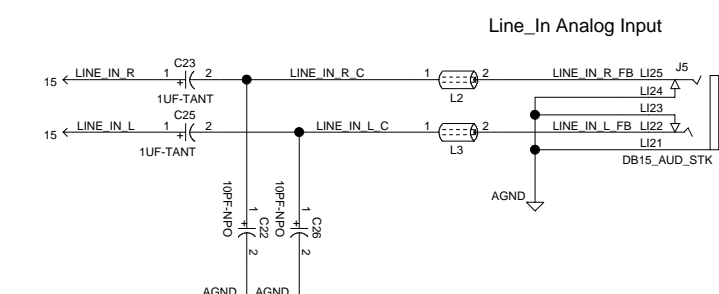 Line_In Analog Input
C23
15 LINE_IN_R 1 + 2 LINE_IN_R_C 1 2 LINE_IN_R_FB LI25 J5
1UF-TANT L2 LI24
C25 LI23
15 LINE_IN_L 1 + 2 LINE_IN_L_C 1 2 LINE_IN_L_FB LI22
1UF-TANT L3 LI21
DB15_AUD_STK
AGND
10PF-NPO 1 + 2 C22
10PF-NPO 1 + 2 C26
AGND AGND